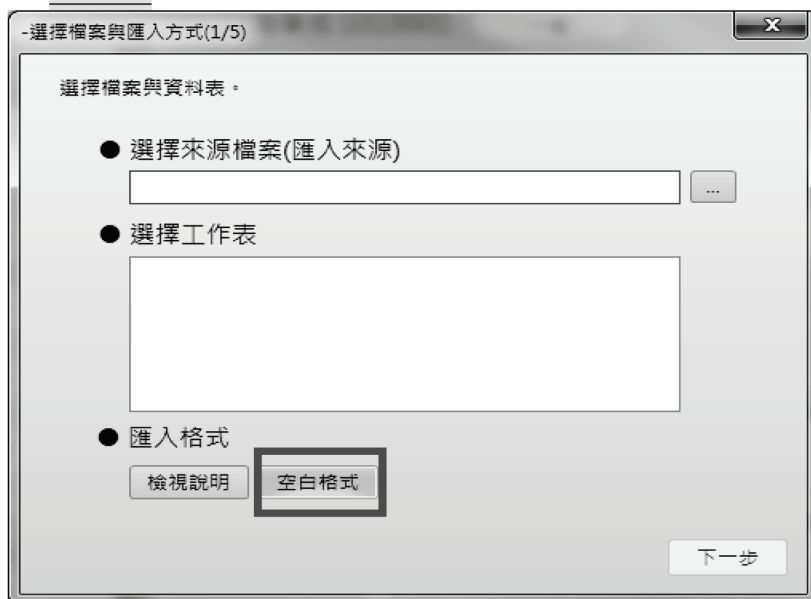 -選擇檔案與匯入方式(1/5)
選擇檔案與資料表。
● 選擇來源檔案(匯入來源)
...
● 選擇工作表
● 匯入格式
檢視說明 空白格式
下一步